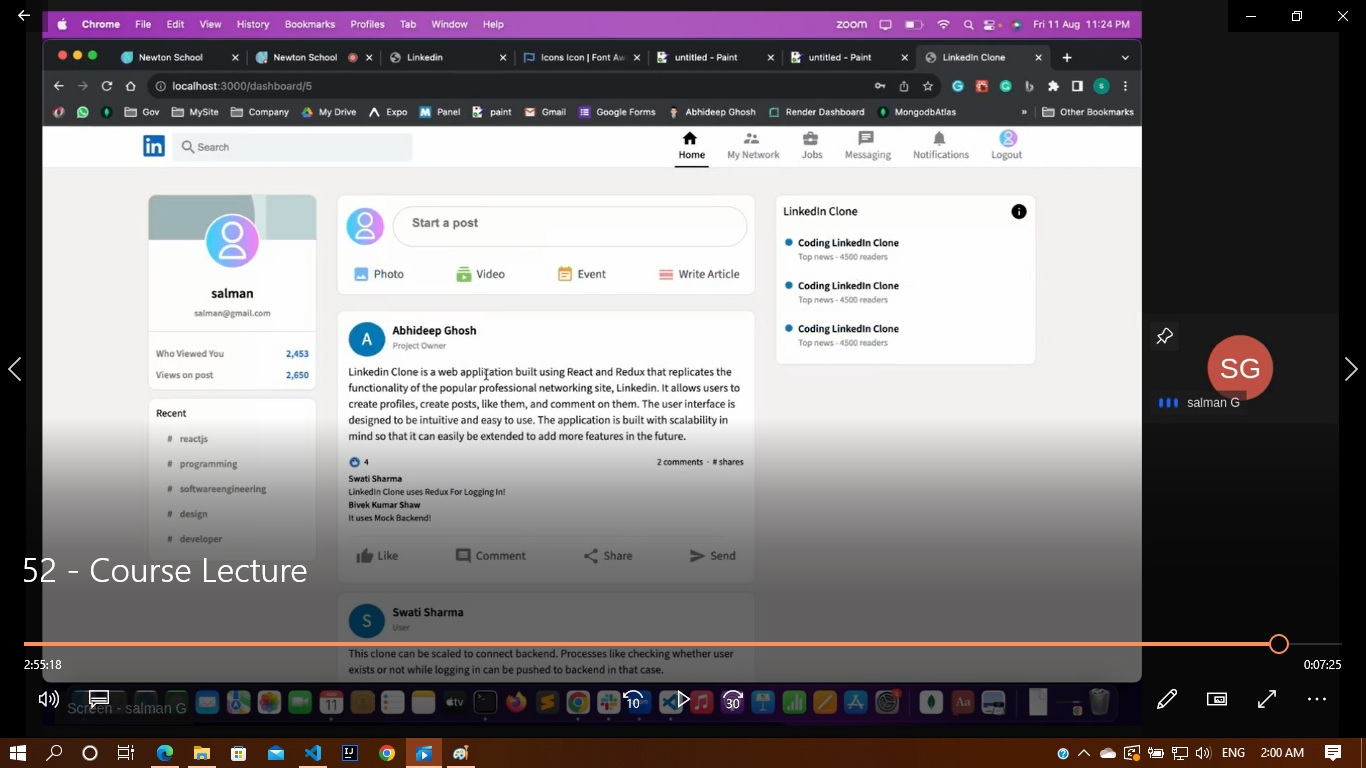 Chrome File Edit View History Bookmarks Profiles Tab Window Help zoom Fri 11 Aug 11:24 PM
Newton School Newton School Linkedin Icons Icon | Font Aw untitled - Paint untitled - Paint LinkedIn Clone
localhost:3000/dashboard/5
Gov MySite Company My Drive Expo Panel paint Gmail Google Forms Abhideep Ghosh Render Dashboard MongodbAtlas » Other Bookmarks
in Search Home My Network Jobs Messaging Notifications Logout
salman
salman@gmail.com
Who Viewed You 2,453
Views on post 2,650
Recent
# reactjs
# programming
# softwareengineering
# design
# developer
Start a post
Photo Video Event Write Article
A Abhideep Ghosh
Project Owner
Linkedin Clone is a web application built using React and Redux that replicates the
functionality of the popular professional networking site, Linkedin. It allows users to
create profiles, create posts, like them, and comment on them. The user interface is
designed to be intuitive and easy to use. The application is built with scalability in
mind so that it can easily be extended to add more features in the future.
4 2 comments · # shares
Swati Sharma
LinkedIn Clone uses Redux For Logging In!
Bivek Kumar Shaw
It uses Mock Backend!
Like Comment Share Send
S Swati Sharma
User
This clone can be scaled to connect backend. Processes like checking whether user
exists or not while logging in can be pushed to backend in that case.
LinkedIn Clone
Coding LinkedIn Clone
Top news - 4500 readers
Coding LinkedIn Clone
Top news - 4500 readers
Coding LinkedIn Clone
Top news - 4500 readers
SG
salman G
52 - Course Lecture
2:55:18 0:07:25
Screen - salman G
11 tv 10 30 Aa
ENG 2:00 AM